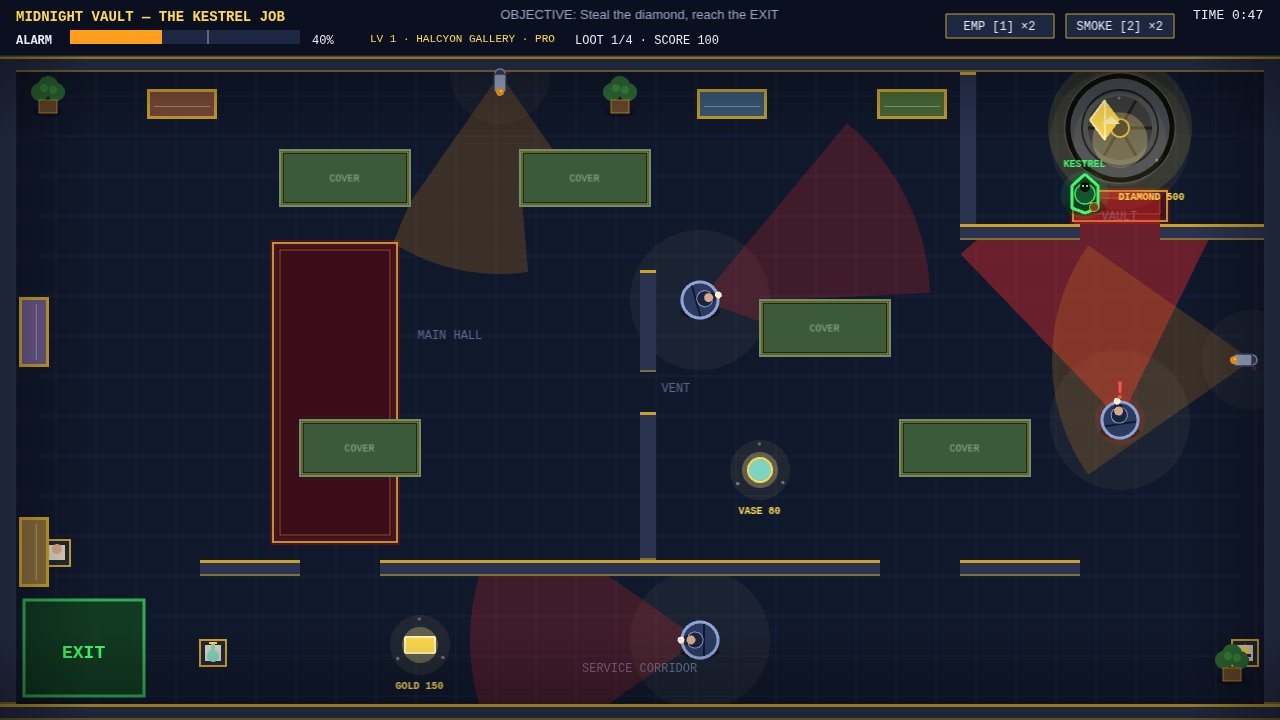 MIDNIGHT VAULT — THE KESTREL JOB
OBJECTIVE: Steal the diamond, reach the EXIT
EMP [1] ×2
SMOKE [2] ×2
TIME 0:47
ALARM
40%
LV 1 · HALCYON GALLERY · PRO
LOOT 1/4 · SCORE 100
KESTREL
COVER
COVER
DIAMOND 500
VAULT
COVER
MAIN HALL
VENT
!
COVER
COVER
VASE 80
EXIT
SERVICE CORRIDOR
GOLD 150